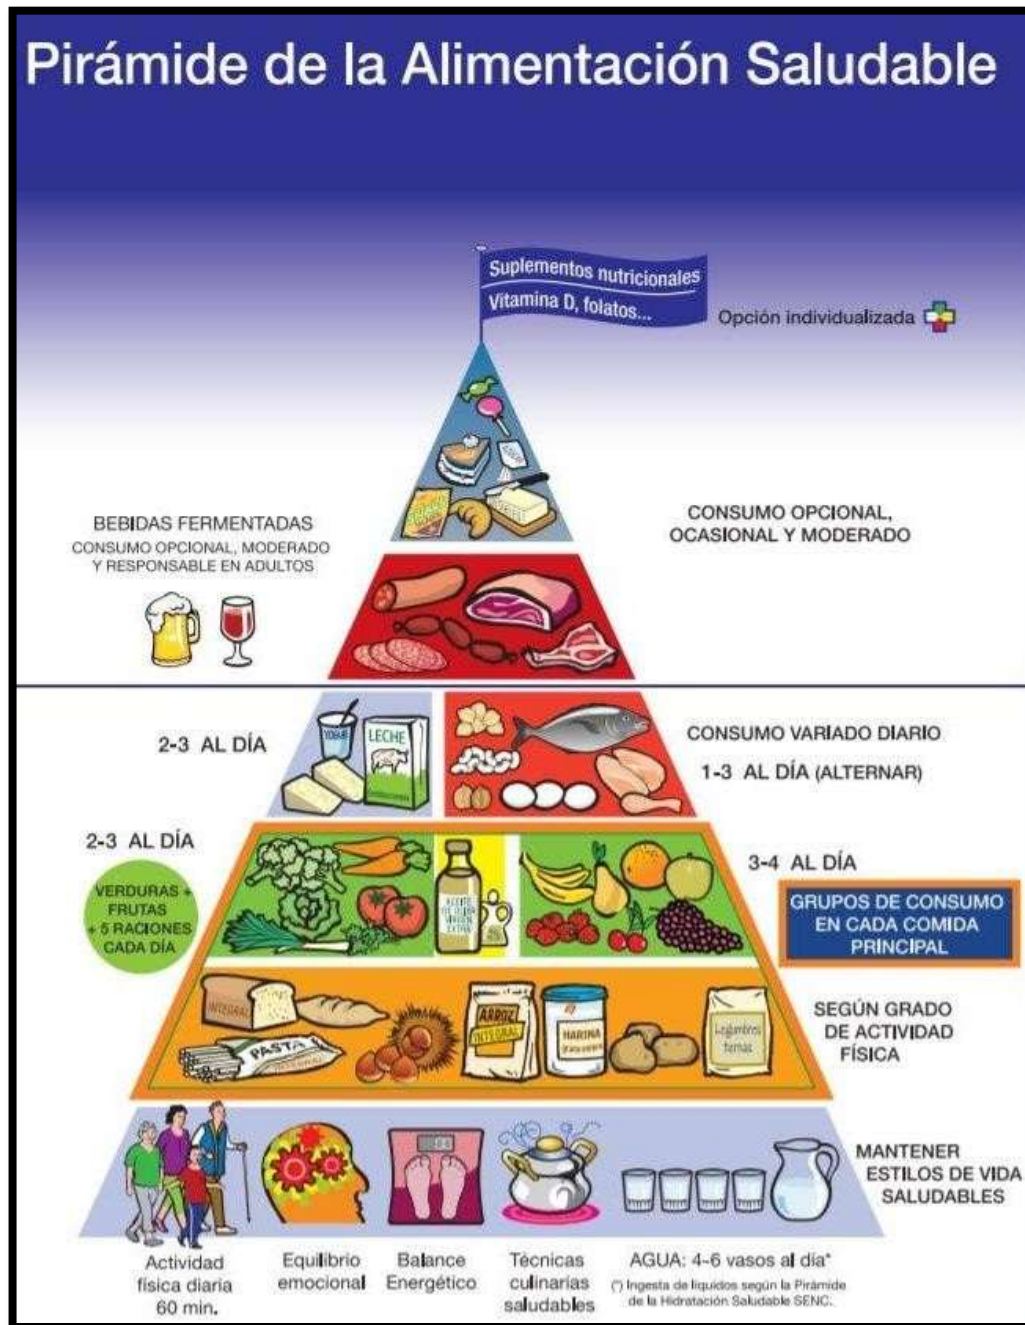 Pirámide de la Alimentación Saludable
Suplementos nutricionales
Vitamina D, folatos...
Opción individualizada
BEBIDAS FERMENTADAS
CONSUMO OPCIONAL, MODERADO
Y RESPONSABLE EN ADULTOS
CONSUMO OPCIONAL,
OCASIONAL Y MODERADO
2-3 AL DÍA
YOGUR
LECHE
CONSUMO VARIADO DIARIO
1-3 AL DÍA (ALTERNAR)
2-3 AL DÍA
VERDURAS +
FRUTAS
+ 5 RACIONES
CADA DÍA
ACEITE
DE OLIVA
VIRGEN
EXTRA
3-4 AL DÍA
GRUPOS DE CONSUMO
EN CADA COMIDA
PRINCIPAL
INTEGRAL
PASTA
ARROZ
INTEGRAL
HARINA
Legumbres
tiernas
SEGÚN GRADO
DE ACTIVIDAD
FÍSICA
MANTENER
ESTILOS DE VIDA
SALUDABLES
Actividad
física diaria
60 min.
Equilibrio
emocional
Balance
Energético
Técnicas
culinarias
saludables
AGUA: 4-6 vasos al día*
(*) Ingesta de líquidos según la Pirámide
de la Hidratación Saludable SENC.